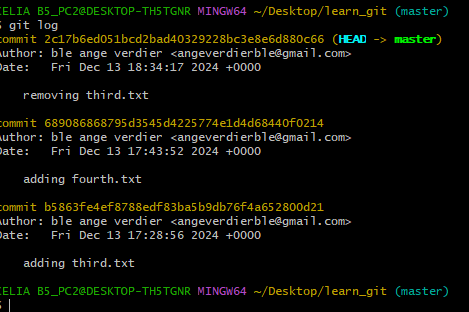 ZELIA B5_PC2@DESKTOP-TH5TGNR MINGW64 ~/Desktop/learn_git (master)
$ git log
commit 2c17b6ed051bcd2bad40329228bc3e8e6d880c66 (HEAD -> master)
Author: ble ange verdier <angeverdierble@gmail.com>
Date:   Fri Dec 13 18:34:17 2024 +0000
removing third.txt
commit 689086868795d3545d4225774e1d4d68440f0214
Author: ble ange verdier <angeverdierble@gmail.com>
Date:   Fri Dec 13 17:43:52 2024 +0000
adding fourth.txt
commit b5863fe4ef8788edf83ba5b9db76f4a652800d21
Author: ble ange verdier <angeverdierble@gmail.com>
Date:   Fri Dec 13 17:28:56 2024 +0000
adding third.txt
ZELIA B5_PC2@DESKTOP-TH5TGNR MINGW64 ~/Desktop/learn_git (master)
$